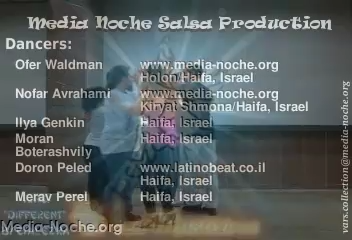 Media Noche Salsa Production
Dancers:
Ofer Waldman www.media-noche.org
Holon/Haifa, Israel
Nofar Avrahami www.media-noche.org
Kiryat Shmona/Haifa, Israel
Ilya Genkin Haifa, Israel
Moran Haifa, Israel
Boterashvily
Doron Peled www.latinobeat.co.il
Haifa, Israel
Merav Perel Haifa, Israel
"DIFFERENT
Media-Noche.org
vars.collection@media-noche.org